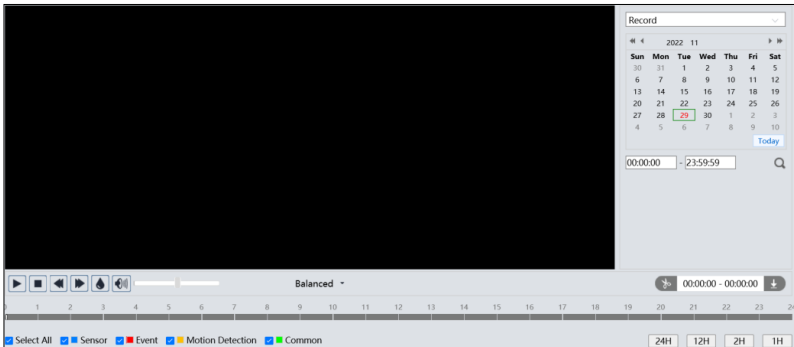 Record
2022 11
Sun Mon Tue Wed Thu Fri Sat
30 31 1 2 3 4 5
6 7 8 9 10 11 12
13 14 15 16 17 18 19
20 21 22 23 24 25 26
27 28 29 30 1 2 3
4 5 6 7 8 9 10
Today
00:00:00 - 23:59:59
Balanced
00:00:00 - 00:00:00
0 1 2 3 4 5 6 7 8 9 10 11 12 13 14 15 16 17 18 19 20 21 22 23 24
Select All Sensor Event Motion Detection Common
24H 12H 2H 1H